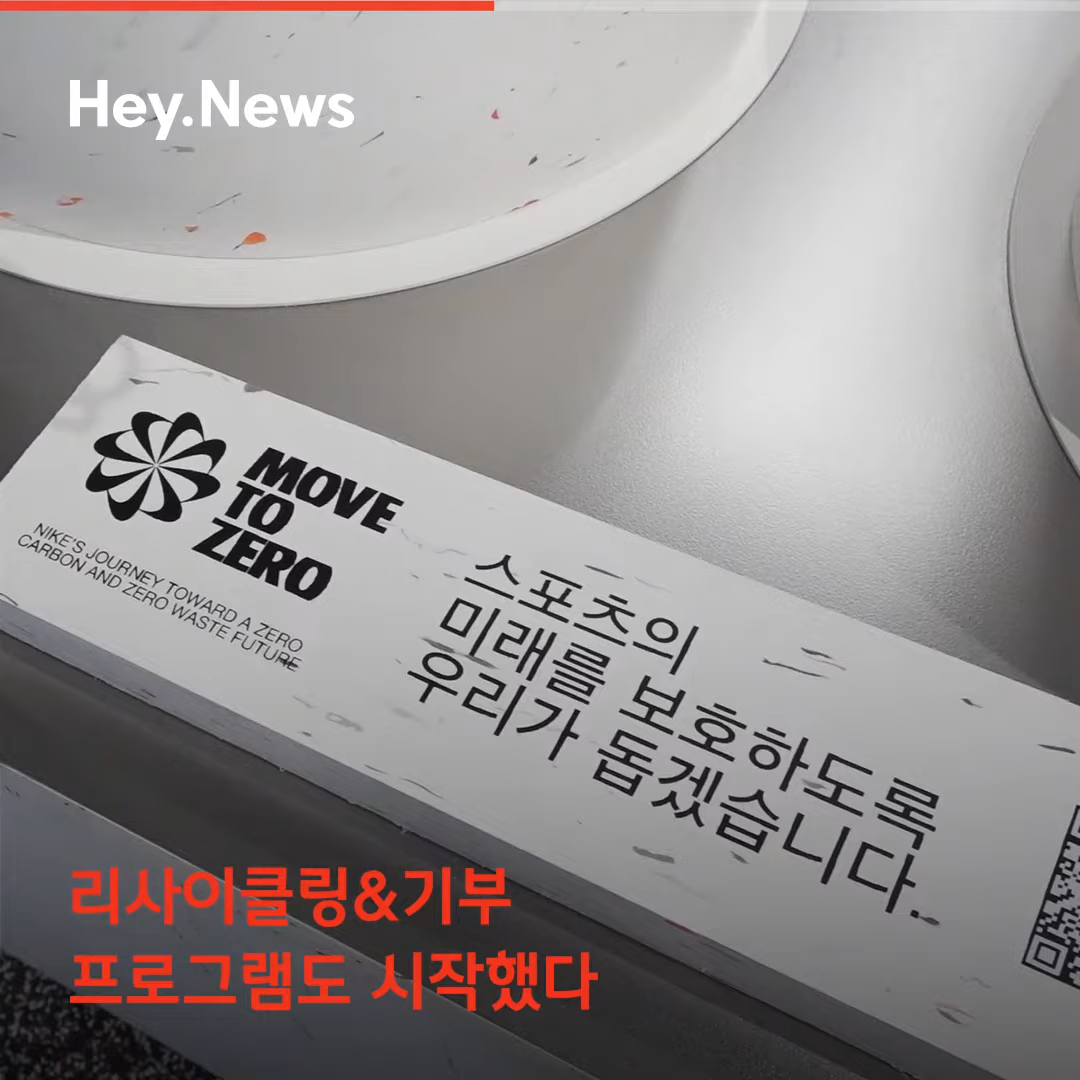 Hey.News
MOVE
TO
ZERO
NIKE'S JOURNEY TOWARD A ZERO
CARBON AND ZERO WASTE FUTURE
스포츠의
미래를 보호하도록
우리가 돕겠습니다.
리사이클링&기부
프로그램도 시작했다